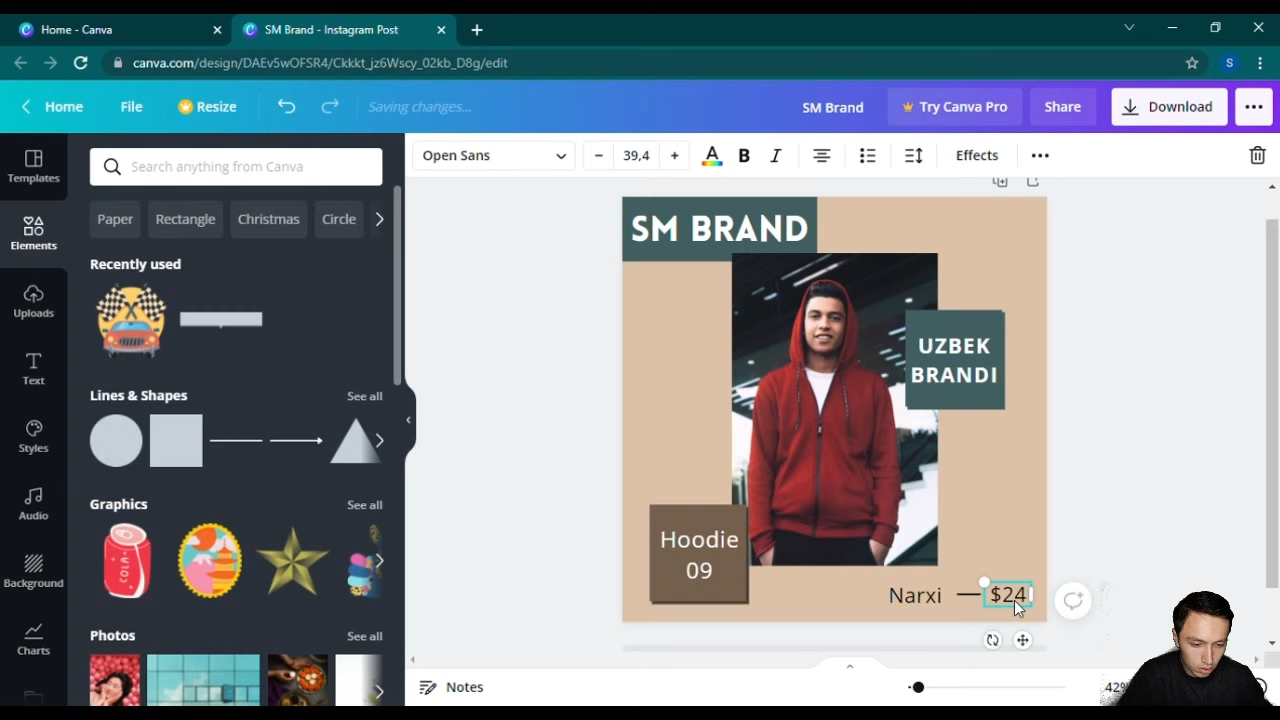 Home - Canva
SM Brand - Instagram Post
canva.com/design/DAEv5wOFSR4/Ckkkt_jz6Wscy_02kb_D8g/edit
S
Home
File
Resize
Saving changes...
SM Brand
Try Canva Pro
Share
Download
Templates
Elements
Uploads
Text
Styles
Audio
Background
Charts
Search anything from Canva
Paper
Rectangle
Christmas
Circle
Recently used
Lines & Shapes
See all
Graphics
See all
COLA
Photos
See all
Open Sans
39,4
B
I
Effects
SM BRAND
UZBEK
BRANDI
Hoodie
09
Narxi
$24
Notes
42%